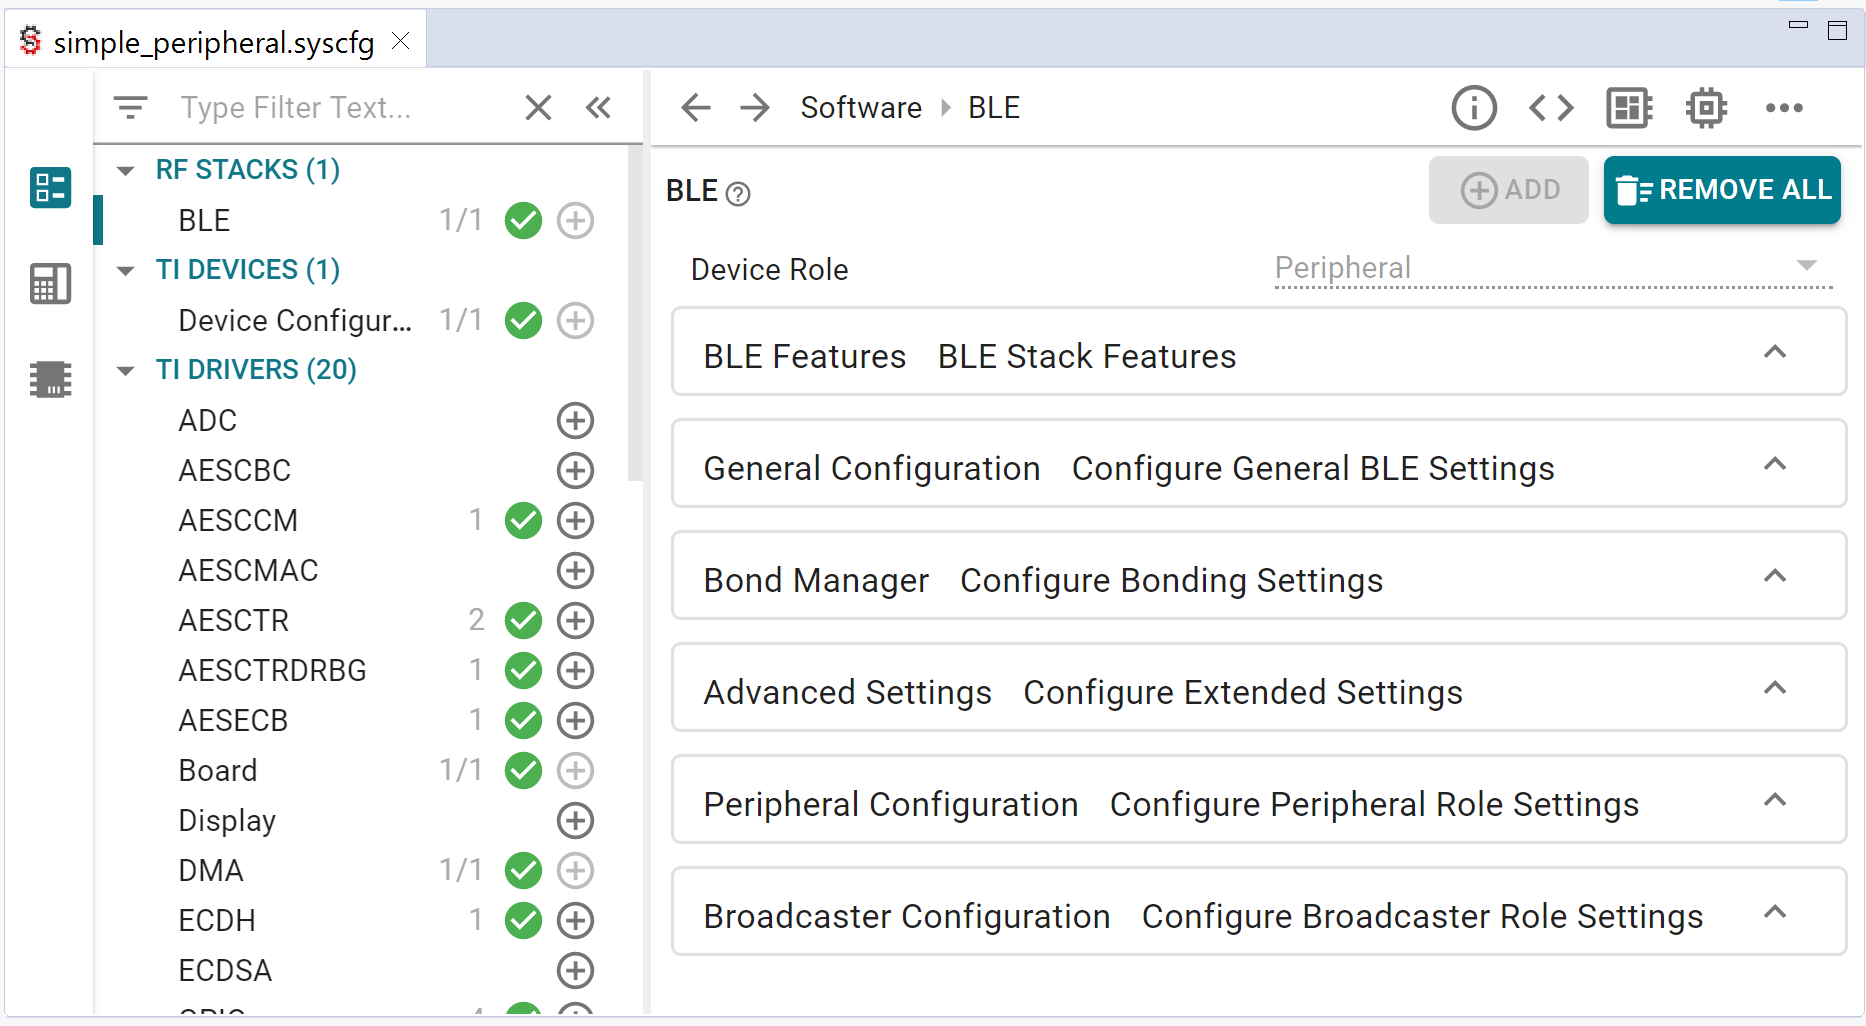 simple_peripheral.syscfg
Type Filter Text...
Software BLE
RF STACKS (1)
BLE 1/1
TI DEVICES (1)
Device Configur... 1/1
TI DRIVERS (20)
ADC
AESCBC
AESCCM 1
AESCMAC
AESCTR 2
AESCTRDRBG 1
AESECB 1
Board 1/1
Display
DMA 1/1
ECDH 1
ECDSA
BLE
ADD
REMOVE ALL
Device Role Peripheral
BLE Features BLE Stack Features
General Configuration Configure General BLE Settings
Bond Manager Configure Bonding Settings
Advanced Settings Configure Extended Settings
Peripheral Configuration Configure Peripheral Role Settings
Broadcaster Configuration Configure Broadcaster Role Settings